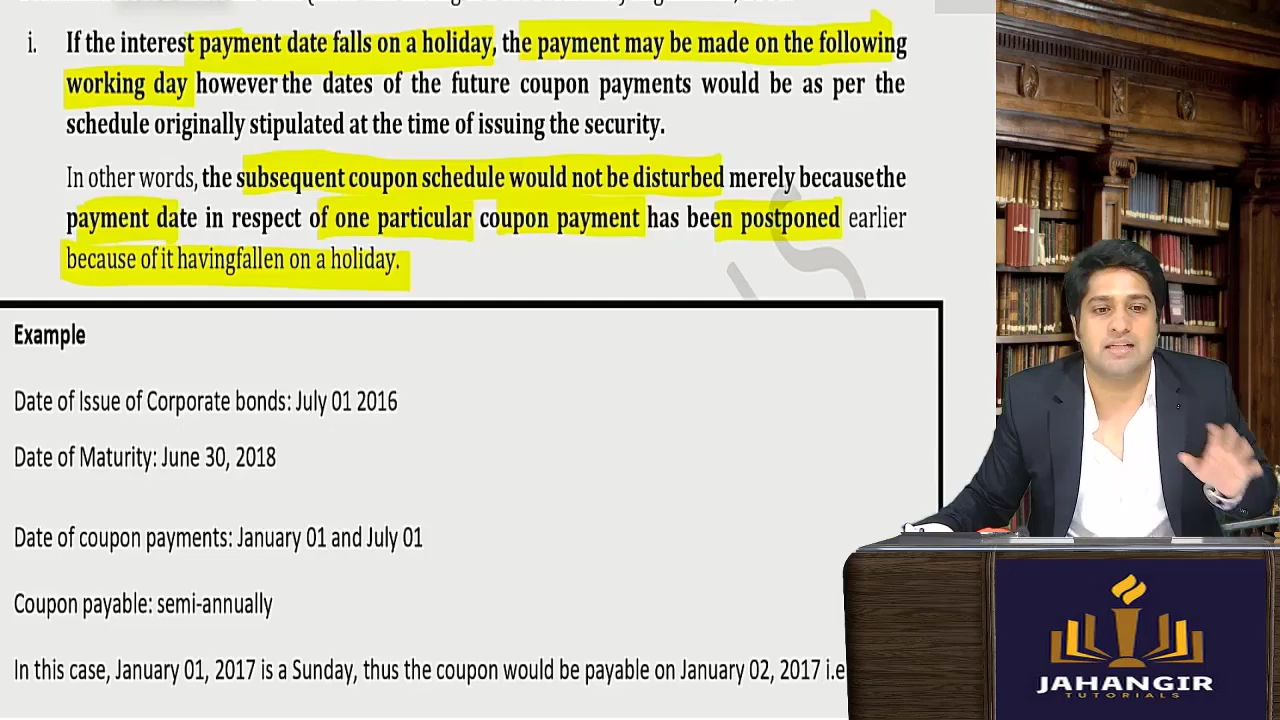 i. If the interest payment date falls on a holiday, the payment may be made on the following
working day however the dates of the future coupon payments would be as per the
schedule originally stipulated at the time of issuing the security.
In other words, the subsequent coupon schedule would not be disturbed merely because the
payment date in respect of one particular coupon payment has been postponed earlier
because of it havingfallen on a holiday.
Example
Date of Issue of Corporate bonds: July 01 2016
Date of Maturity: June 30, 2018
Date of coupon payments: January 01 and July 01
Coupon payable: semi-annually
In this case, January 01, 2017 is a Sunday, thus the coupon would be payable on January 02, 2017 i.e
JAHANGIR
TUTORIALS